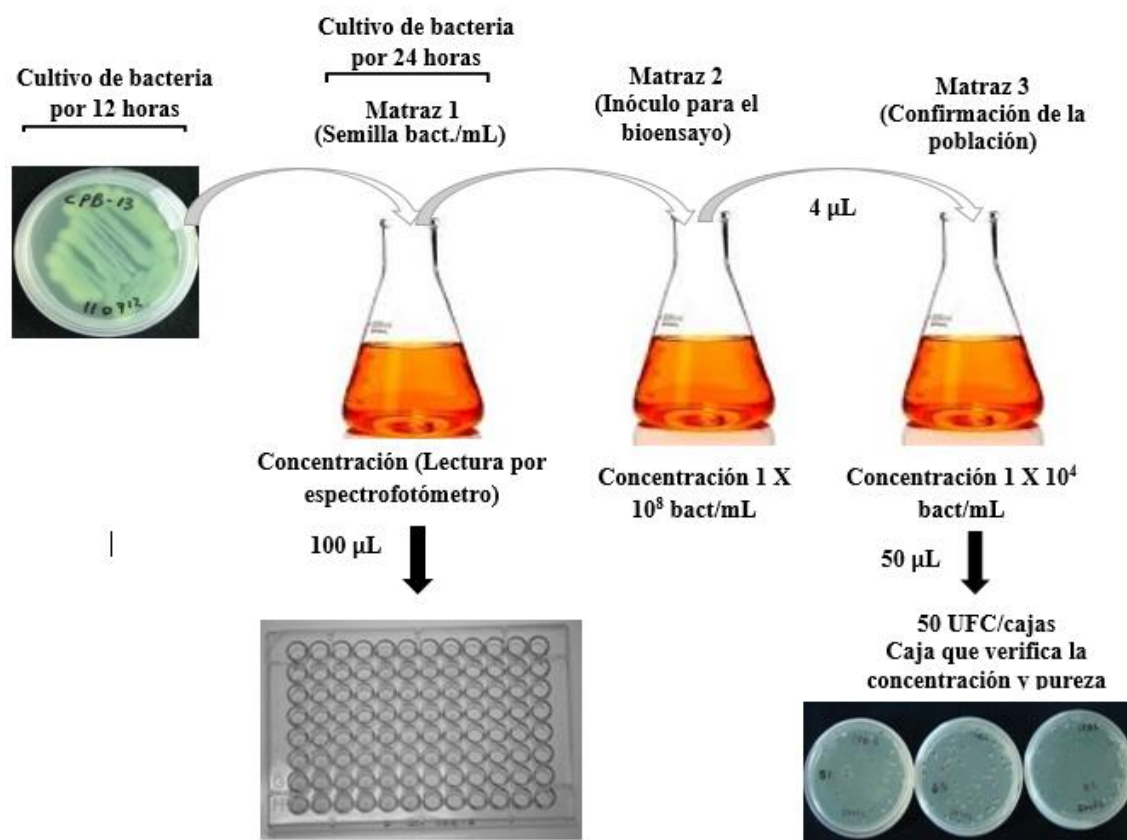 Cultivo de bacteria
por 12 horas
CPB-13
110912
Cultivo de bacteria
por 24 horas
Matraz 1
(Semilla bact./mL)
Matraz 2
(Inóculo para el
bioensayo)
Matraz 3
(Confirmación de la
población)
4 µL
Concentración (Lectura por
espectrofotómetro)
100 µL
Concentración 1 X
10⁸ bact/mL
Concentración 1 X 10⁴
bact/mL
50 µL
50 UFC/cajas
Caja que verifica la
concentración y pureza